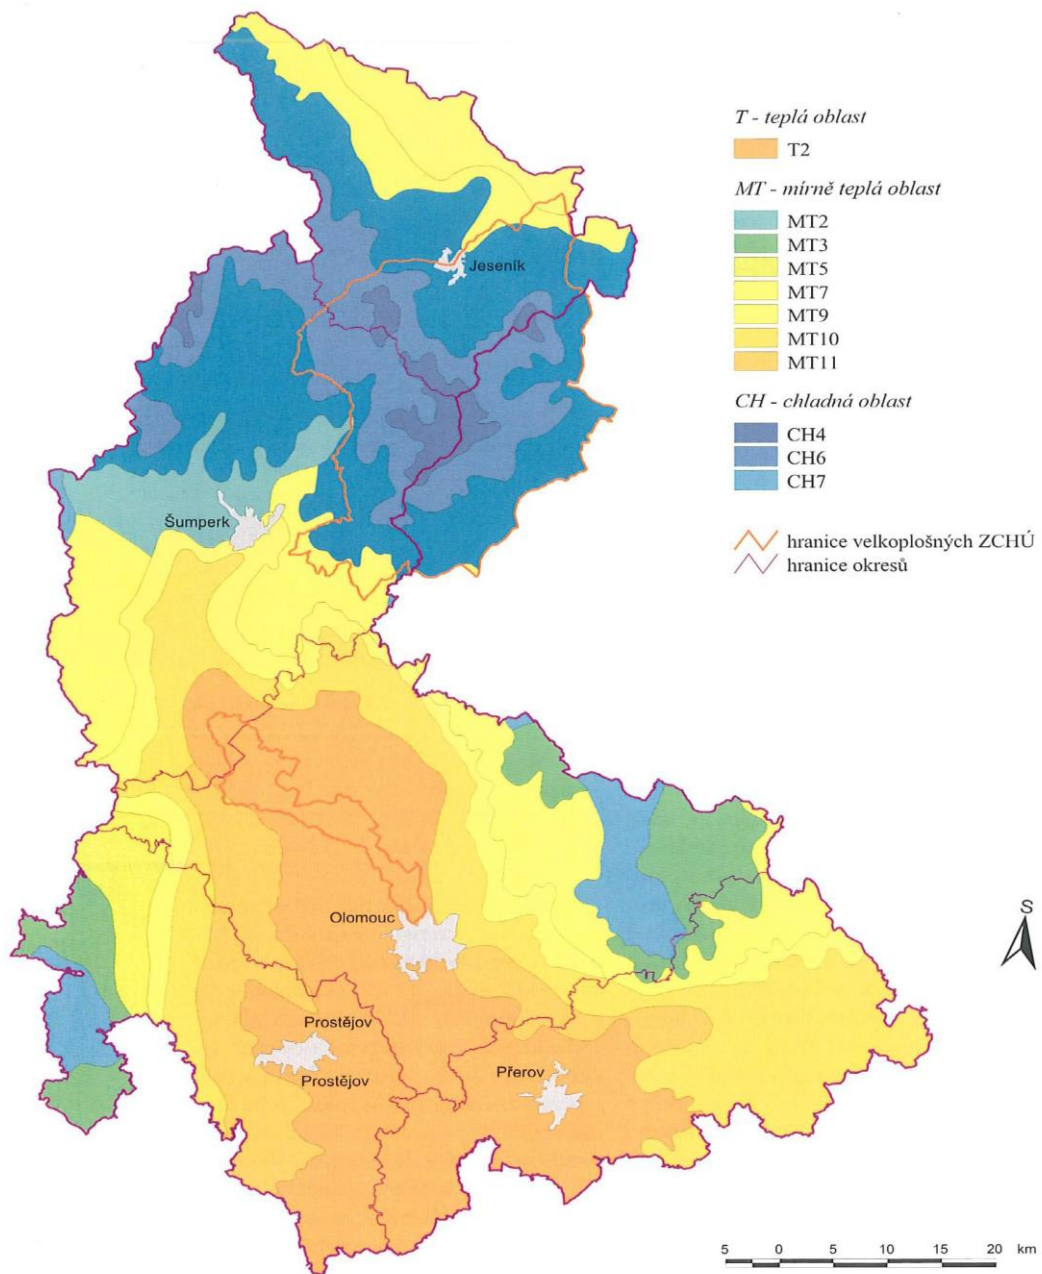 T - teplá oblast
T2
MT - mírně teplá oblast
MT2
MT3
MT5
MT7
MT9
MT10
MT11
CH - chladná oblast
CH4
CH6
CH7
hranice velkoplošných ZCHÚ
hranice okresů
Jeseník
Šumperk
Olomouc
S
Prostějov
Prostějov
Přerov
5 0 5 10 15 20 km